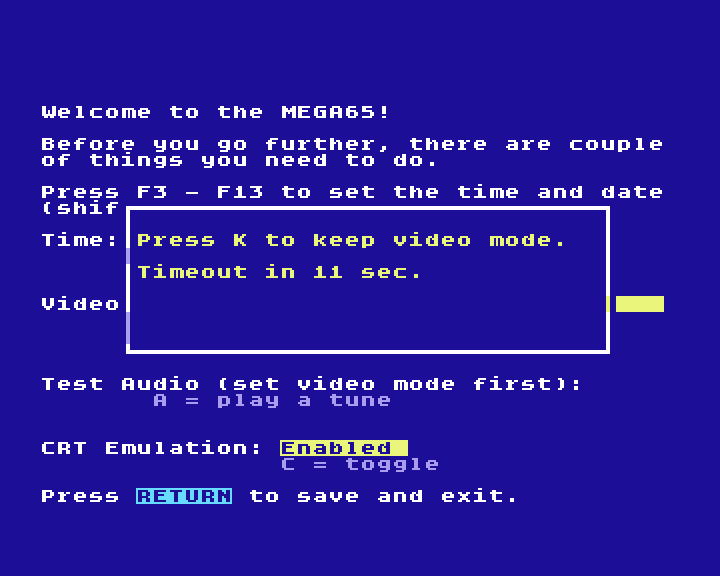 Welcome to the MEGA65!
Before you go further, there are couple
of things you need to do.
Press F3 – F13 to set the time and date
(shif
Time:
Press K to keep video mode.
Timeout in 11 sec.
Video
Test Audio (set video mode first):
A = play a tune
CRT Emulation: Enabled
C = toggle
Press RETURN to save and exit.